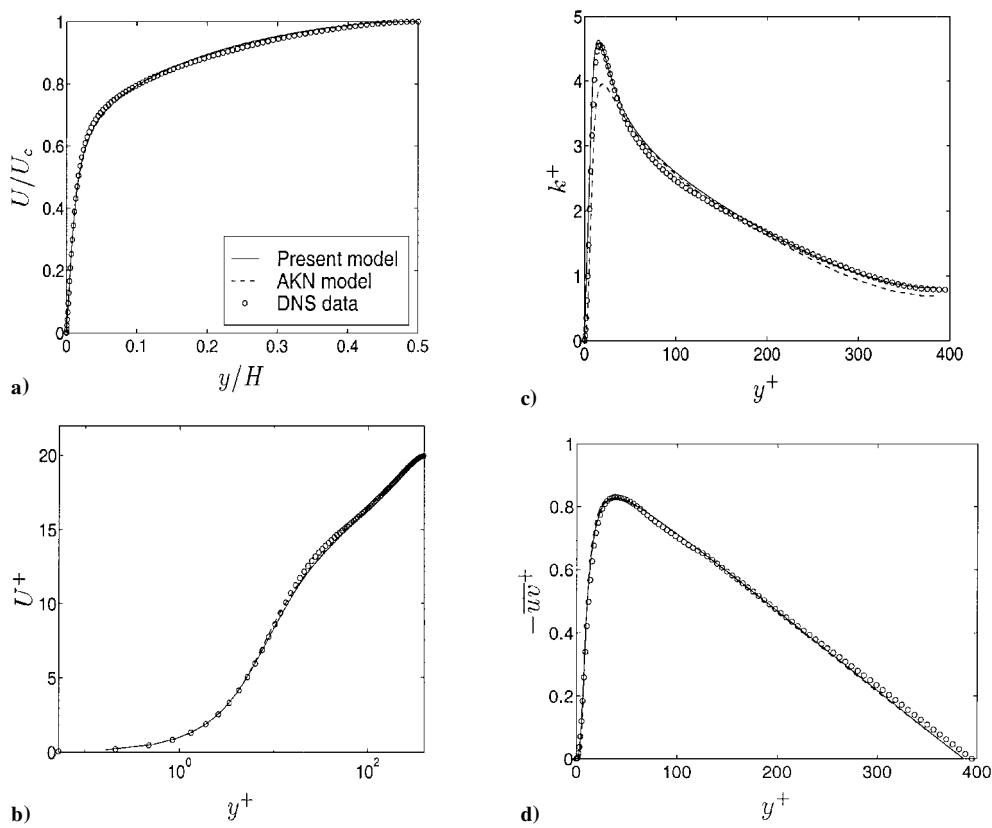 1
0.8
0.6
0.4
0.2
0
U/U_c
0
0.1
0.2
0.3
0.4
0.5
y/H
Present model
AKN model
DNS data
a)
5
4
3
2
1
0
k^+
0
100
200
300
400
y^+
c)
20
15
10
5
0
U^+
10^0
10^2
y^+
b)
1
0.8
0.6
0.4
0.2
0
-\overline{uv}^+
0
100
200
300
400
y^+
d)